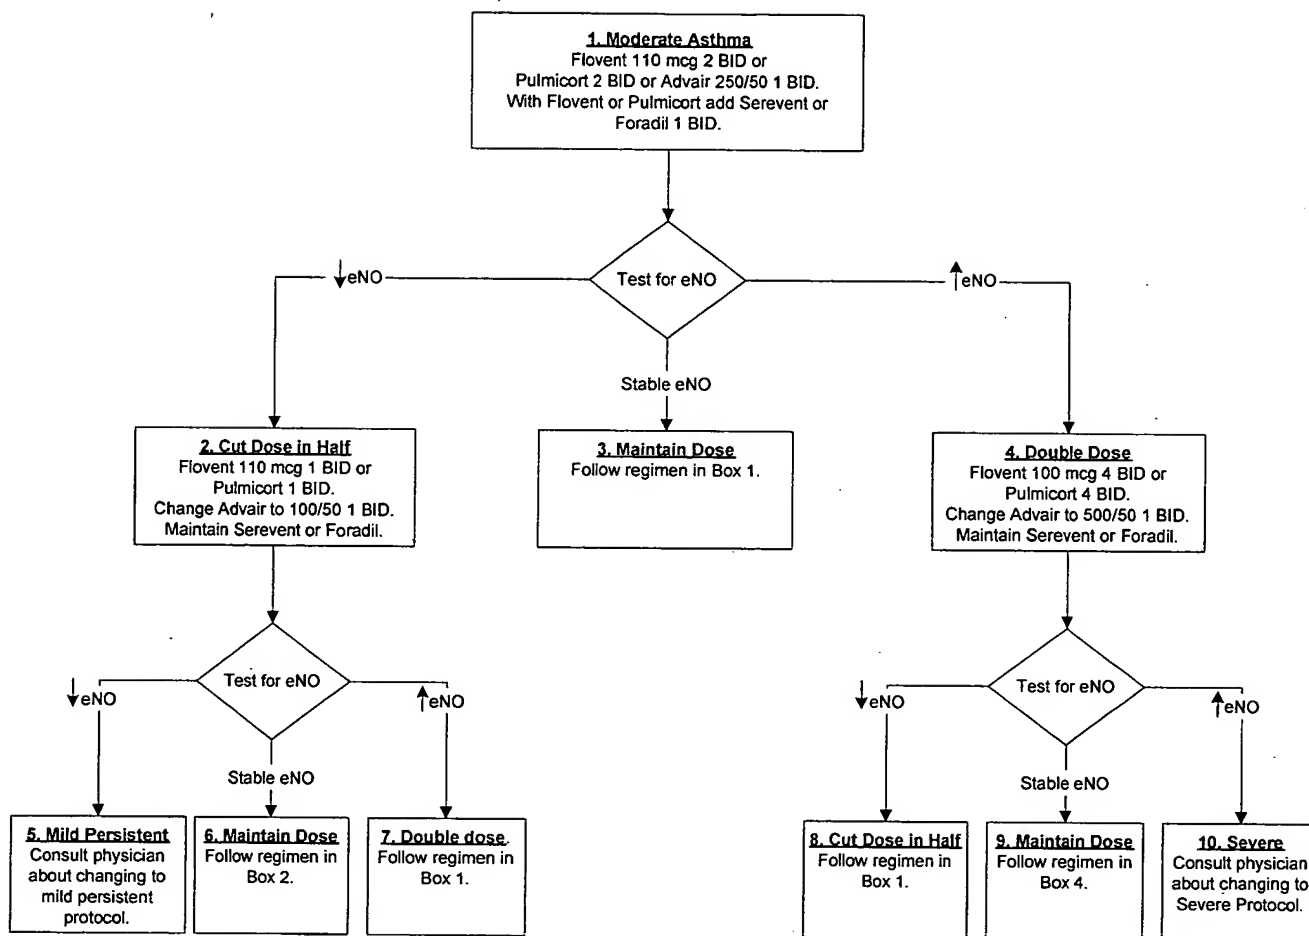 1. Moderate Asthma
Flovent 110 mcg 2 BID or
Pulmicort 2 BID or Advair 250/50 1 BID.
With Flovent or Pulmicort add Serevent or
Foradil 1 BID.
Test for eNO
↓eNO
↑eNO
Stable eNO
2. Cut Dose in Half
Flovent 110 mcg 1 BID or
Pulmicort 1 BID.
Change Advair to 100/50 1 BID.
Maintain Serevent or Foradil.
3. Maintain Dose
Follow regimen in Box 1.
4. Double Dose
Flovent 100 mcg 4 BID or
Pulmicort 4 BID.
Change Advair to 500/50 1 BID.
Maintain Serevent or Foradil.
Test for eNO
↓eNO
↑eNO
Stable eNO
Test for eNO
↓eNO
↑eNO
Stable eNO
5. Mild Persistent
Consult physician
about changing to
mild persistent
protocol.
6. Maintain Dose
Follow regimen in
Box 2.
7. Double dose.
Follow regimen in
Box 1.
8. Cut Dose in Half
Follow regimen in
Box 1.
9. Maintain Dose
Follow regimen in
Box 4.
10. Severe
Consult physician
about changing to
Severe Protocol.